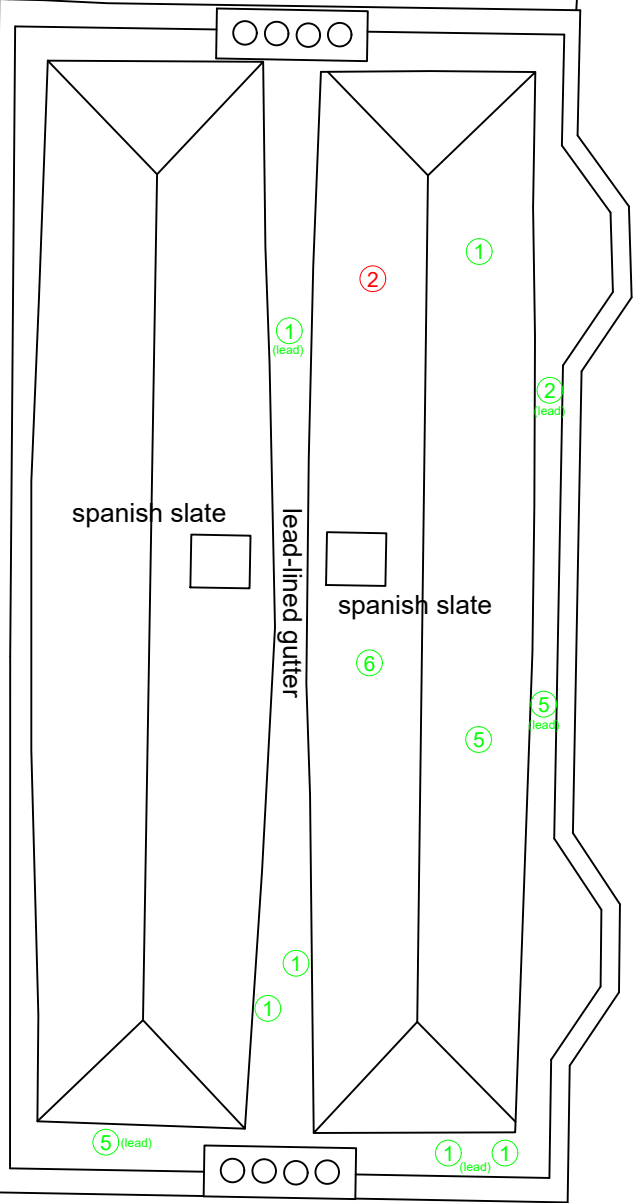 1
2
1
(lead)
2
(lead)
spanish slate
lead-lined gutter
spanish slate
6
5
(lead)
5
1
1
5 (lead)
1 (lead) 1